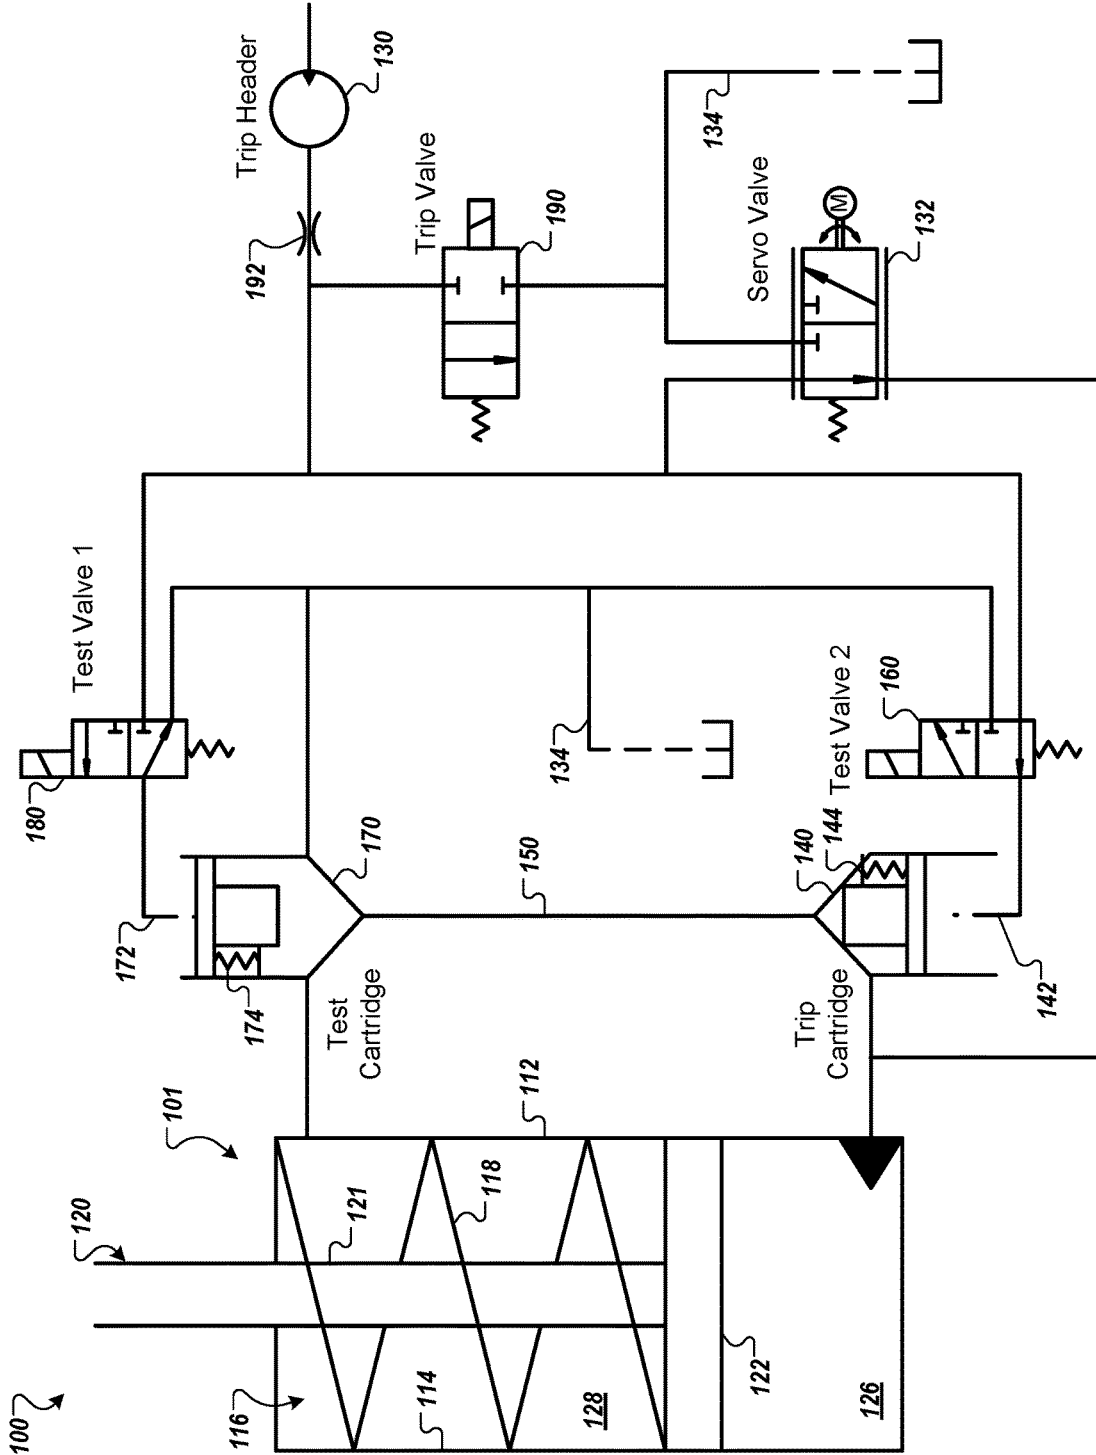 Trip Header
130
192
Trip Valve
190
134
Servo Valve
M
132
Test Valve 1
180
134
Test Valve 2
160
172
174
170
Test
Cartridge
150
140
144
Trip
Cartridge
142
101
112
120
121
118
100
116
114
128
122
126